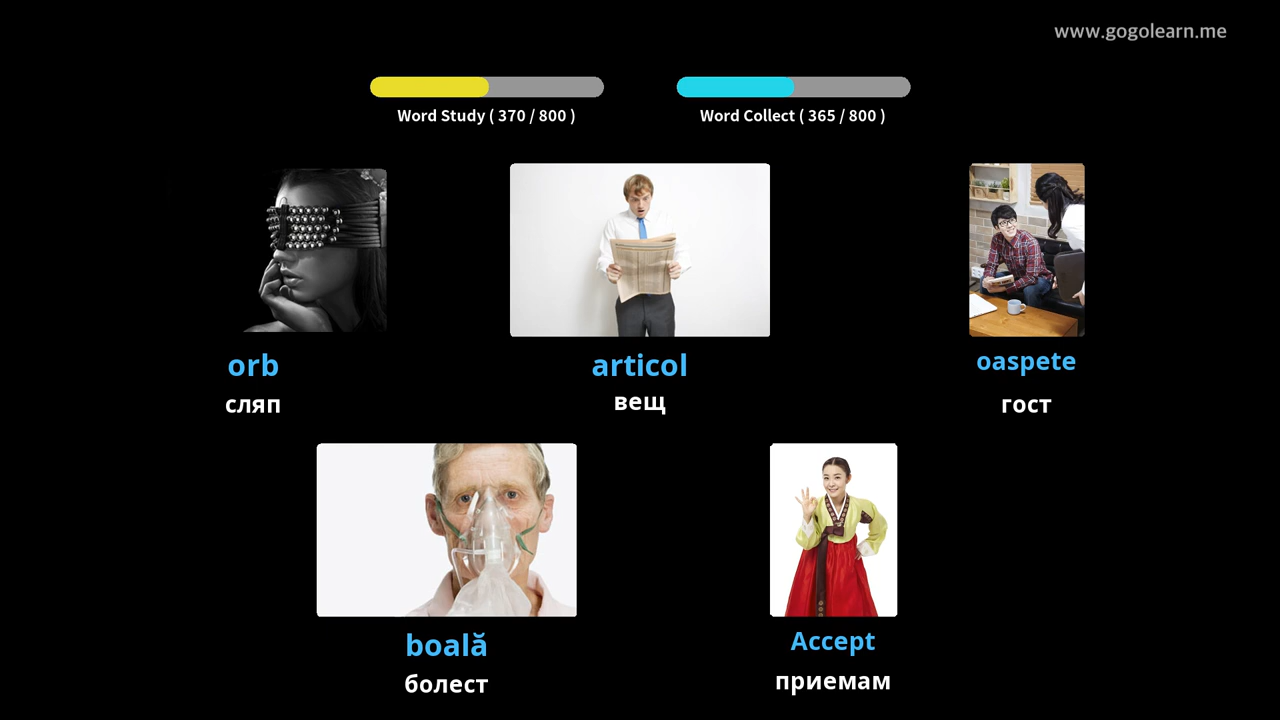 www.gogolearn.me
Word Study ( 370 / 800 )
Word Collect ( 365 / 800 )
orb
articol
oaspete
сляп
вещ
гост
boală
Accept
болест
приемам